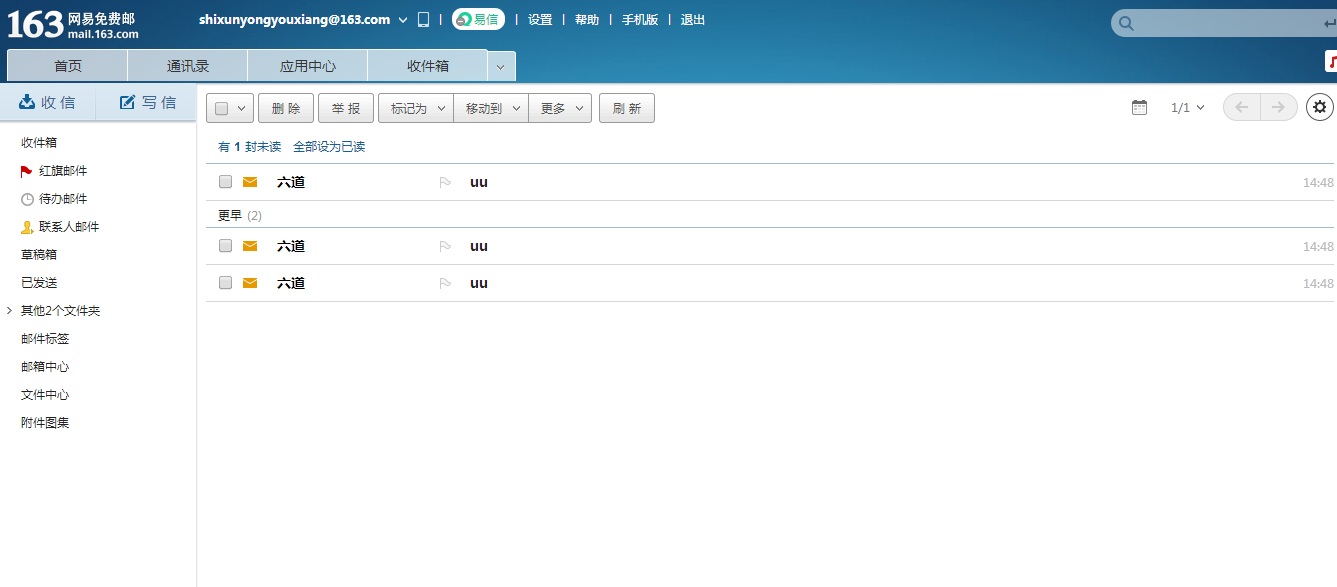 163 网易免费邮
mail.163.com
shixunyongyouxiang@163.com | 易信 | 设置 | 帮助 | 手机版 | 退出
首页 通讯录 应用中心 收件箱
收 信 写 信
删 除 举 报 标记为 移动到 更多 刷 新 1/1
收件箱
红旗邮件
待办邮件
联系人邮件
草稿箱
已发送
其他2个文件夹
邮件标签
邮箱中心
文件中心
附件图集
有 1 封未读 全部设为已读
六道 uu 14:48
更早 (2)
六道 uu 14:48
六道 uu 14:48